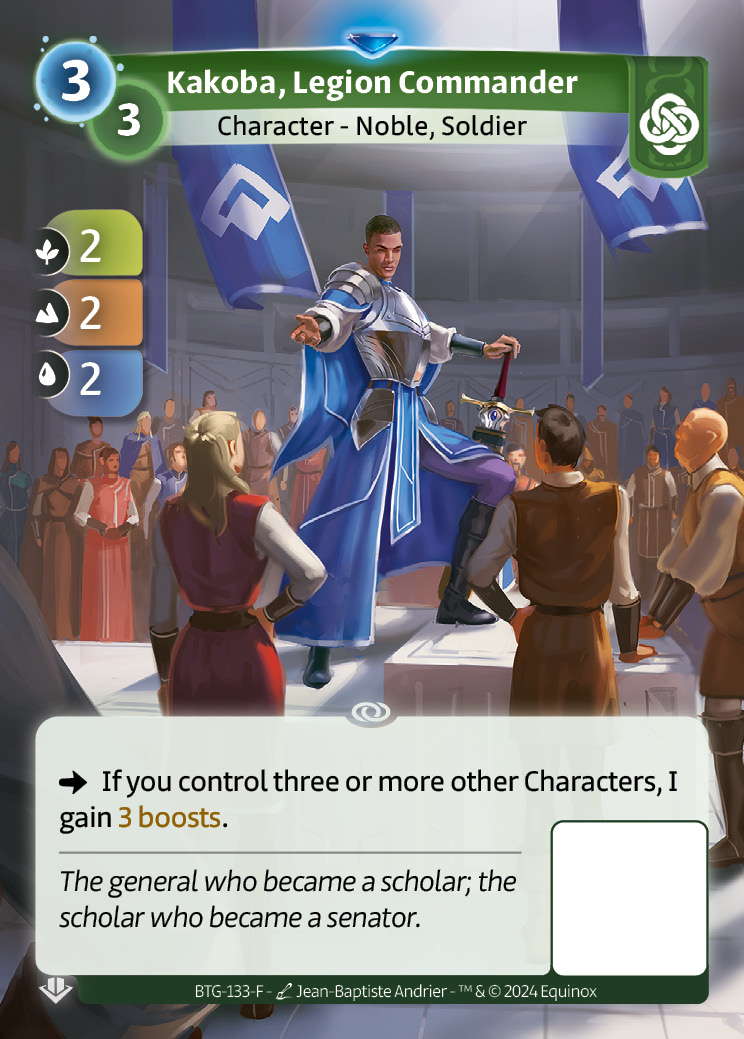 3
Kakoba, Legion Commander
3
Character - Noble, Soldier
2
2
2
If you control three or more other Characters, I
gain 3 boosts.
The general who became a scholar; the
scholar who became a senator.
BTG-133-F - Jean-Baptiste Andrier - ™ & © 2024 Equinox